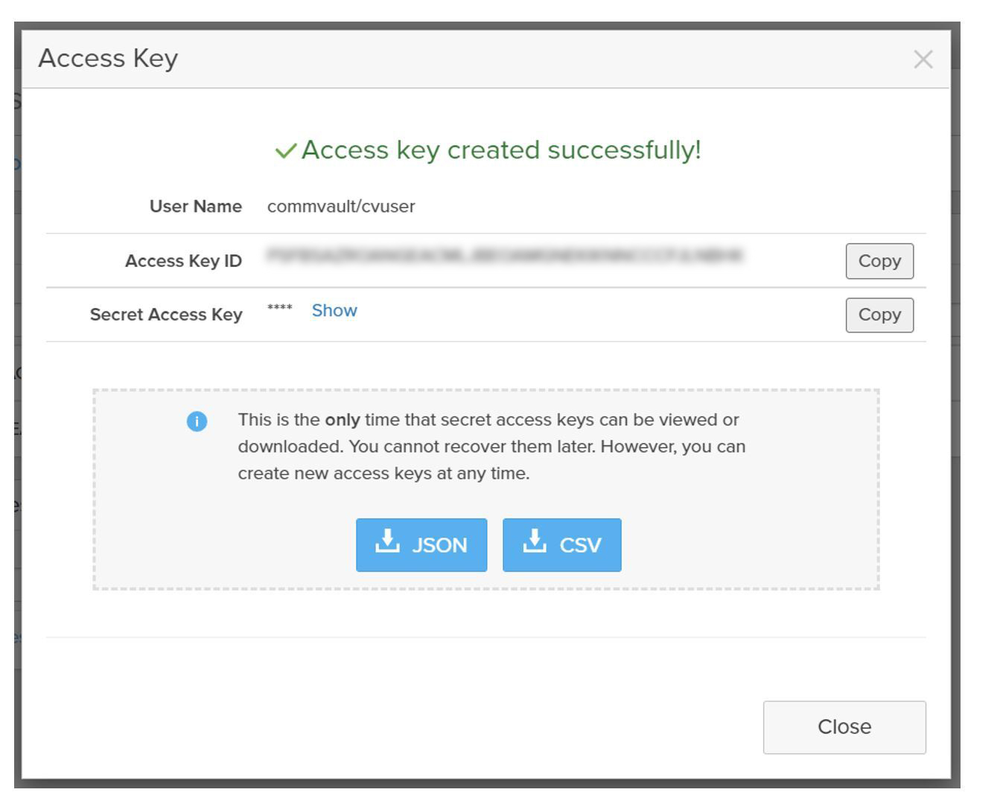 Access Key
Access key created successfully!
User Name commvault/cvuser
Access Key ID Copy
Secret Access Key **** Show Copy
This is the only time that secret access keys can be viewed or
downloaded. You cannot recover them later. However, you can
create new access keys at any time.
JSON CSV
Close